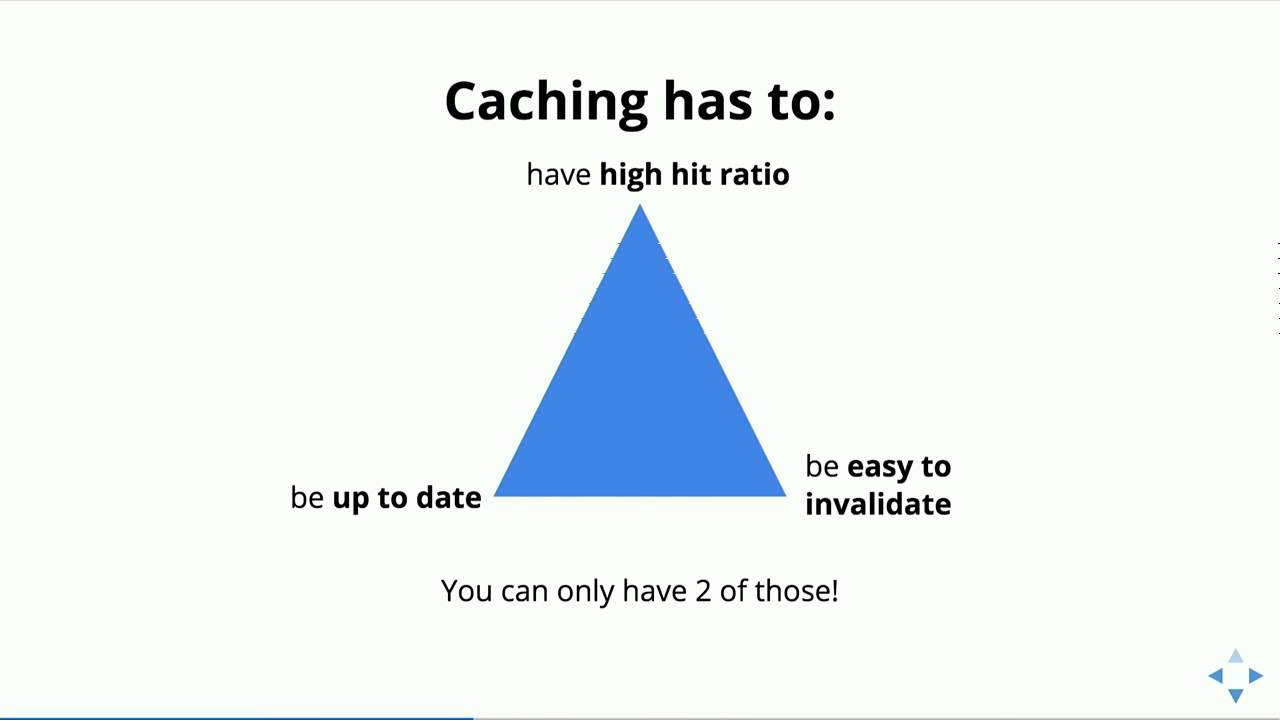 Caching has to:
have high hit ratio
be up to date
be easy to
invalidate
You can only have 2 of those!